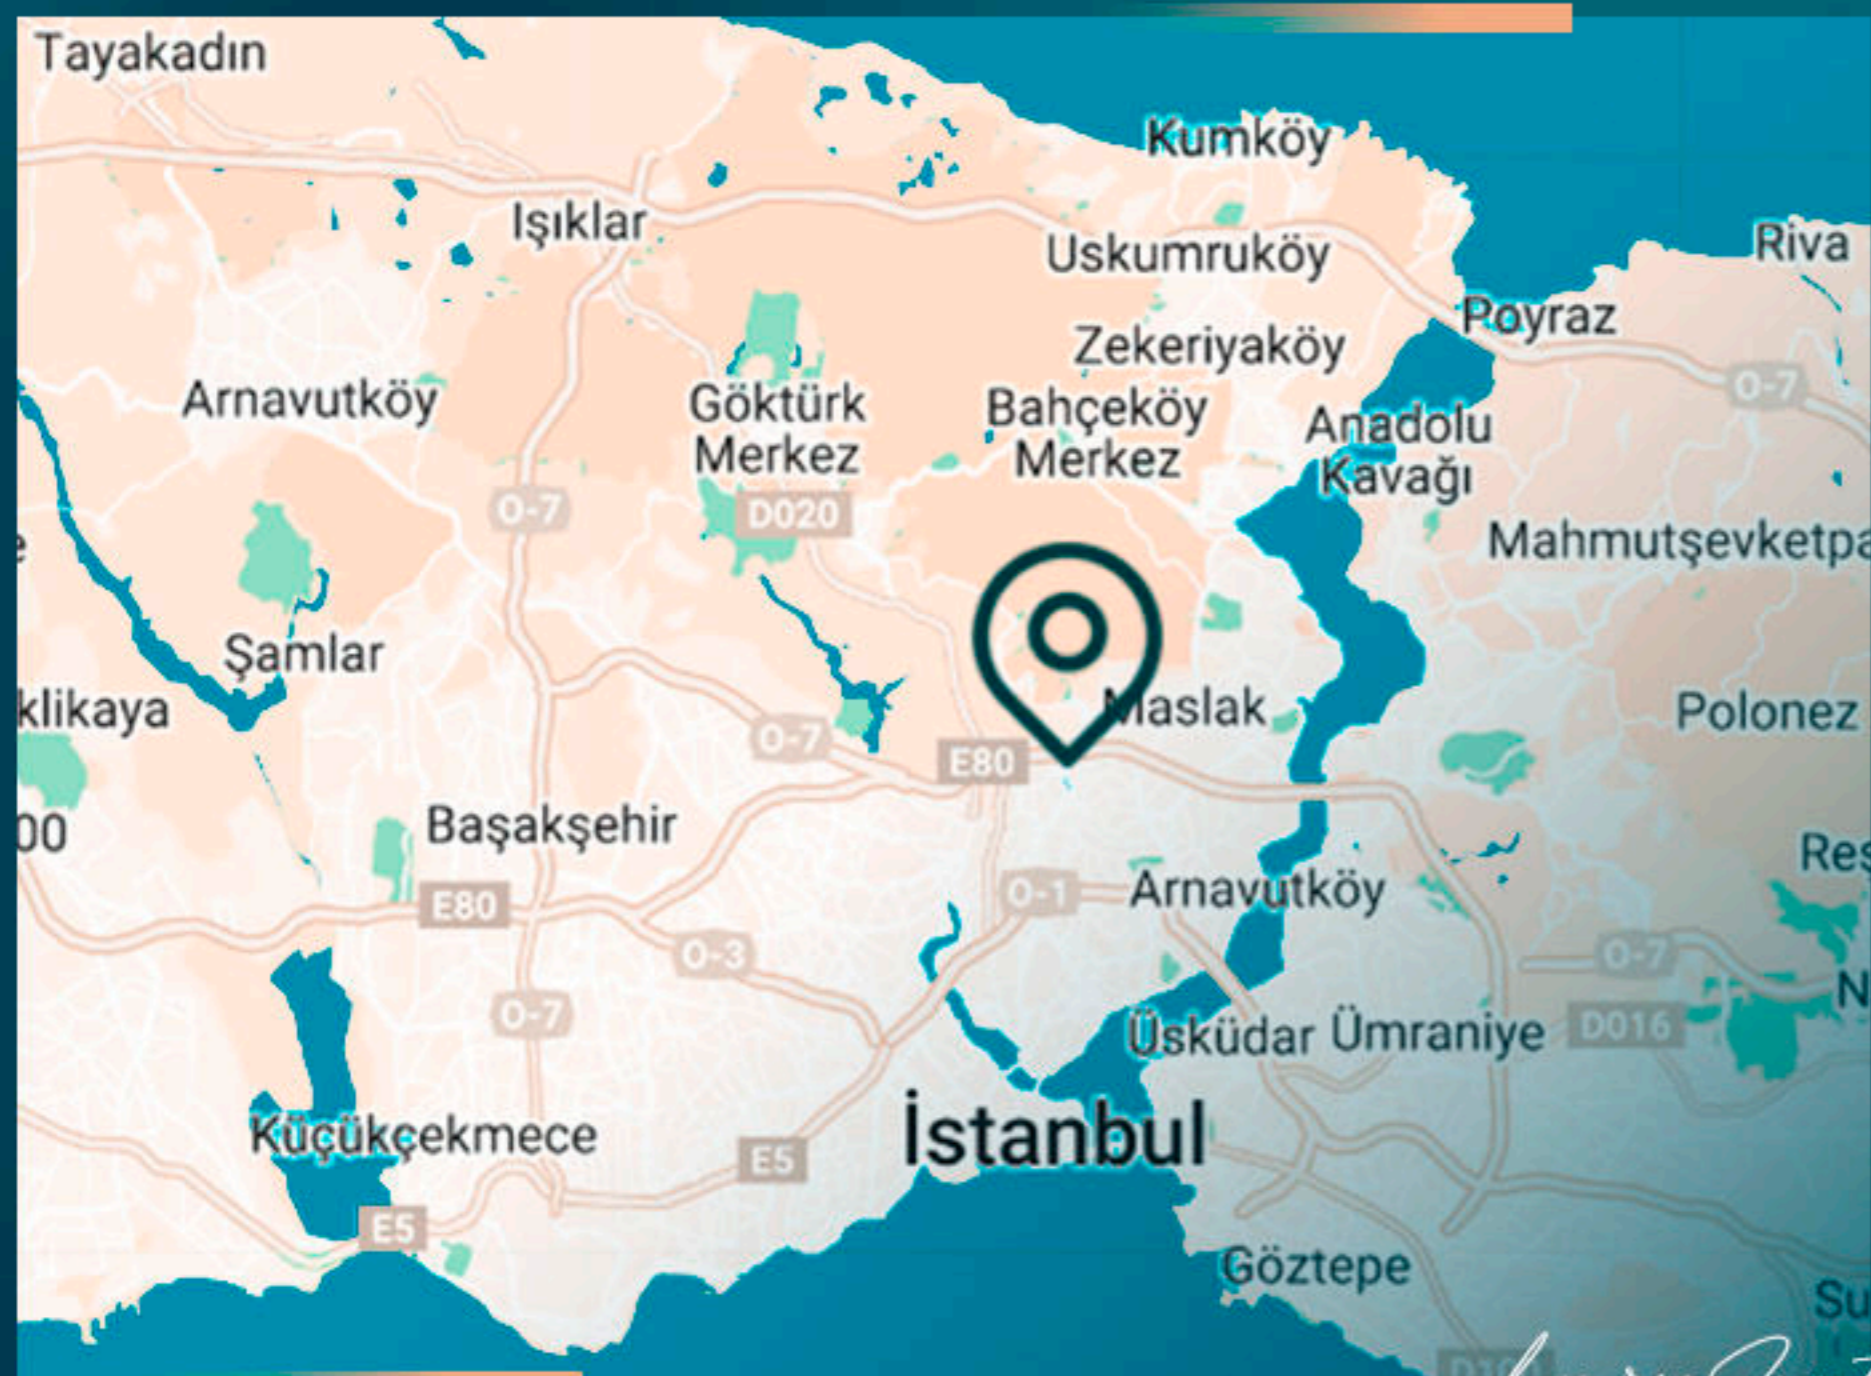 Tayakadın
Kumköy
Işıklar
Uskumruköy
Riva
Poyraz
Zekeriyaköy
O-7
Arnavutköy
Göktürk
Merkez
Bahçeköy
Merkez
Anadolu
Kavağı
O-7
D020
Mahmutşevketpa
Şamlar
klikaya
Maslak
Polonez
O-7
E80
Başakşehir
00
Reş
E80
O-1
Arnavutköy
O-3
O-7
N
O-7
Üsküdar
Ümraniye
D016
Küçükçekmece
İstanbul
E5
E5
Göztepe
Su